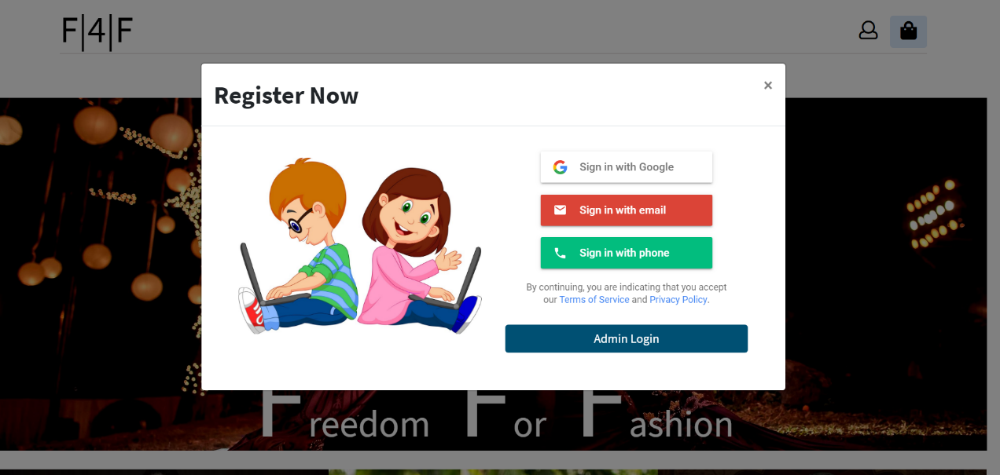 F|4|F
Register Now
×
Sign in with Google
Sign in with email
Sign in with phone
By continuing, you are indicating that you accept
our Terms of Service and Privacy Policy.
Admin Login
Freedom For Fashion